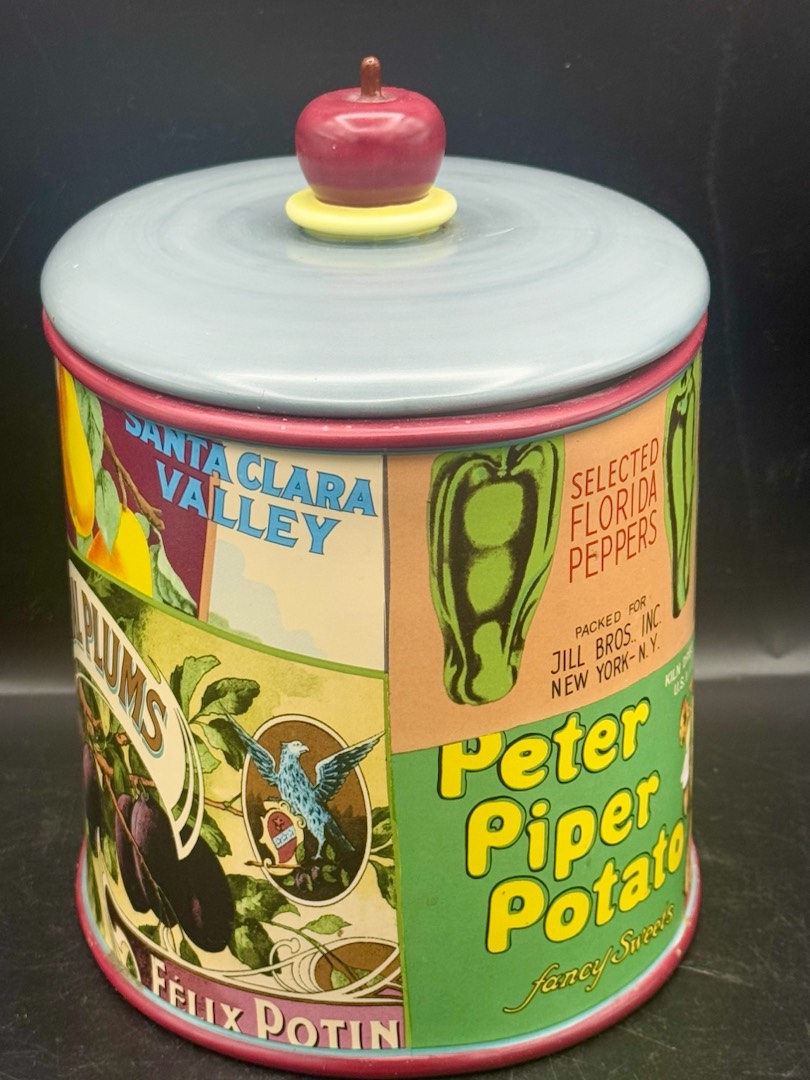 SANTA CLARA
VALLEY
PLUMS
FÉLIX POTIN
SELECTED
FLORIDA
PEPPERS
PACKED FOR
JILL BROS., INC.
NEW YORK-N.Y.
KILN
U.S.
Peter
Piper
Potato
fancy Sweets